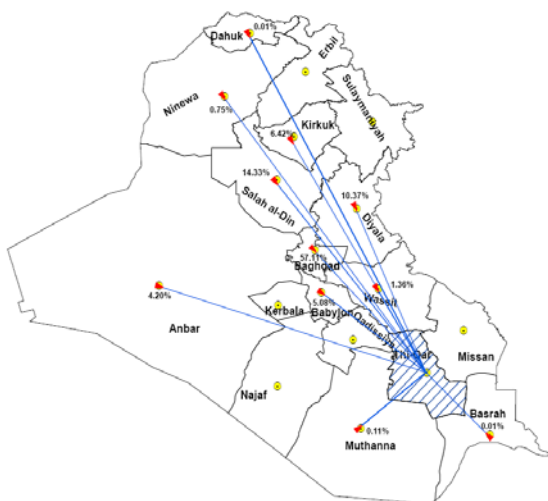 0.01%
Dahuk
Erbil
Ninewa
0.75%
Sulaymaniyah
Kirkuk
6.42%
14.33%
Salah al-Din
10.37%
Diyala
57.11%
Baghdad
4.20%
5.08%
1.36%
Wassit
Kerbala
Babylon
Qadissiya
Anbar
Thi-Qar
Missan
Najaf
Basrah
0.11%
0.01%
Muthanna